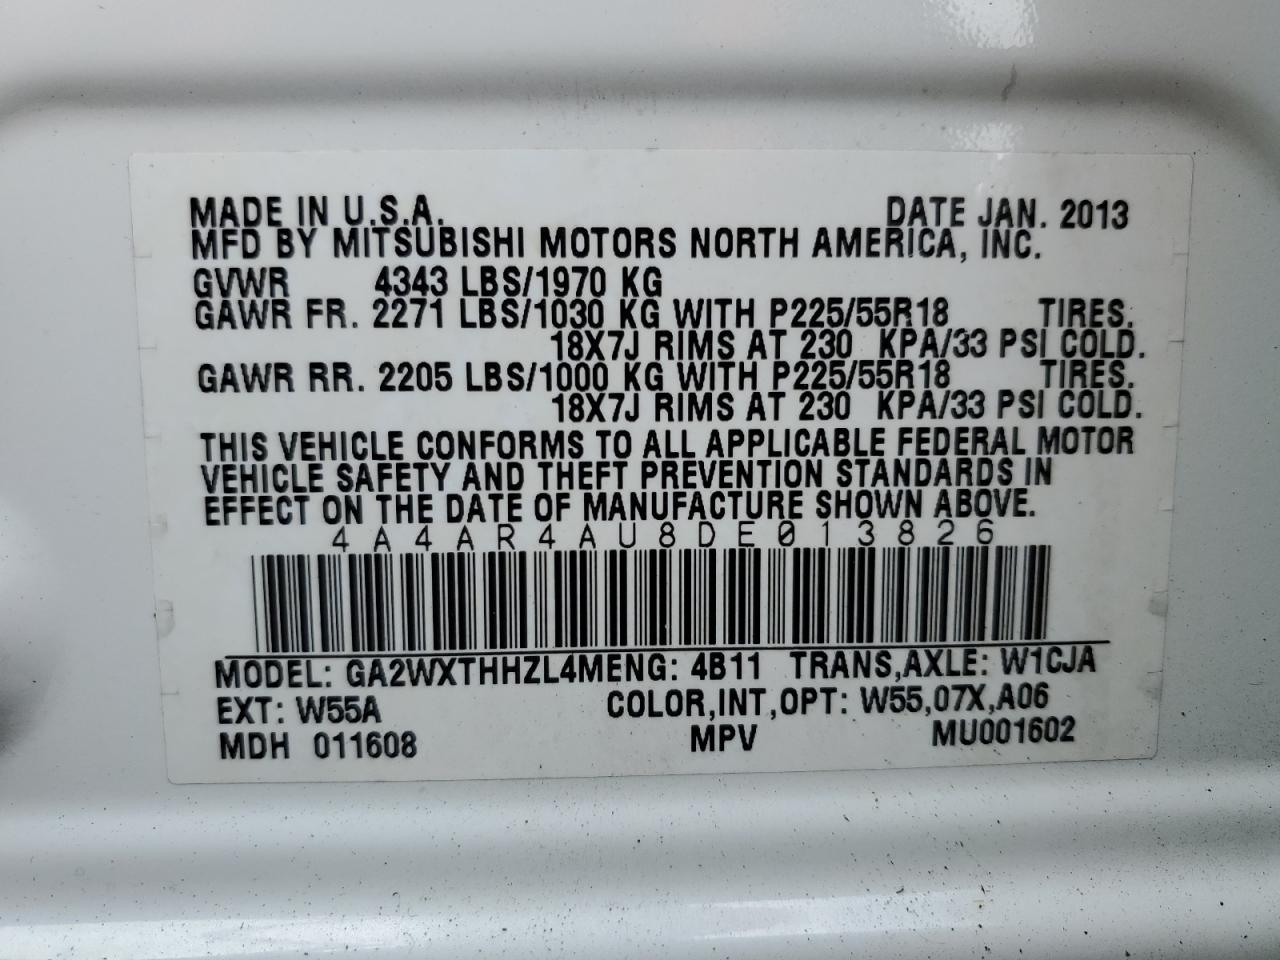 MADE IN U.S.A. DATE JAN. 2013
MFD BY MITSUBISHI MOTORS NORTH AMERICA, INC.
GVWR 4343 LBS/1970 KG
GAWR FR. 2271 LBS/1030 KG WITH P225/55R18 TIRES,
18X7J RIMS AT 230 KPA/33 PSI COLD.
GAWR RR. 2205 LBS/1000 KG WITH P225/55R18 TIRES,
18X7J RIMS AT 230 KPA/33 PSI COLD.
THIS VEHICLE CONFORMS TO ALL APPLICABLE FEDERAL MOTOR
VEHICLE SAFETY AND THEFT PREVENTION STANDARDS IN
EFFECT ON THE DATE OF MANUFACTURE SHOWN ABOVE.
4A4AR4AU8DE013826
MODEL: GA2WXTHHZL4MENG: 4B11 TRANS,AXLE: W1CJA
EXT: W55A COLOR,INT,OPT: W55,07X,A06
MDH 011608 MPV MU001602